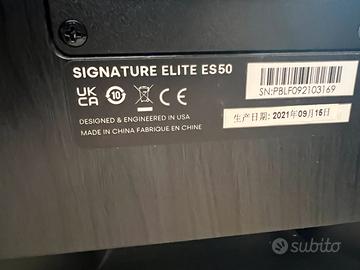 SIGNATURE ELITE ES50
UK
CA
10
CE
SN:PBLF092103169
DESIGNED & ENGINEERED IN USA
MADE IN CHINA FABRIQUE EN CHINE
生产日期: 2021年09月15日
subito